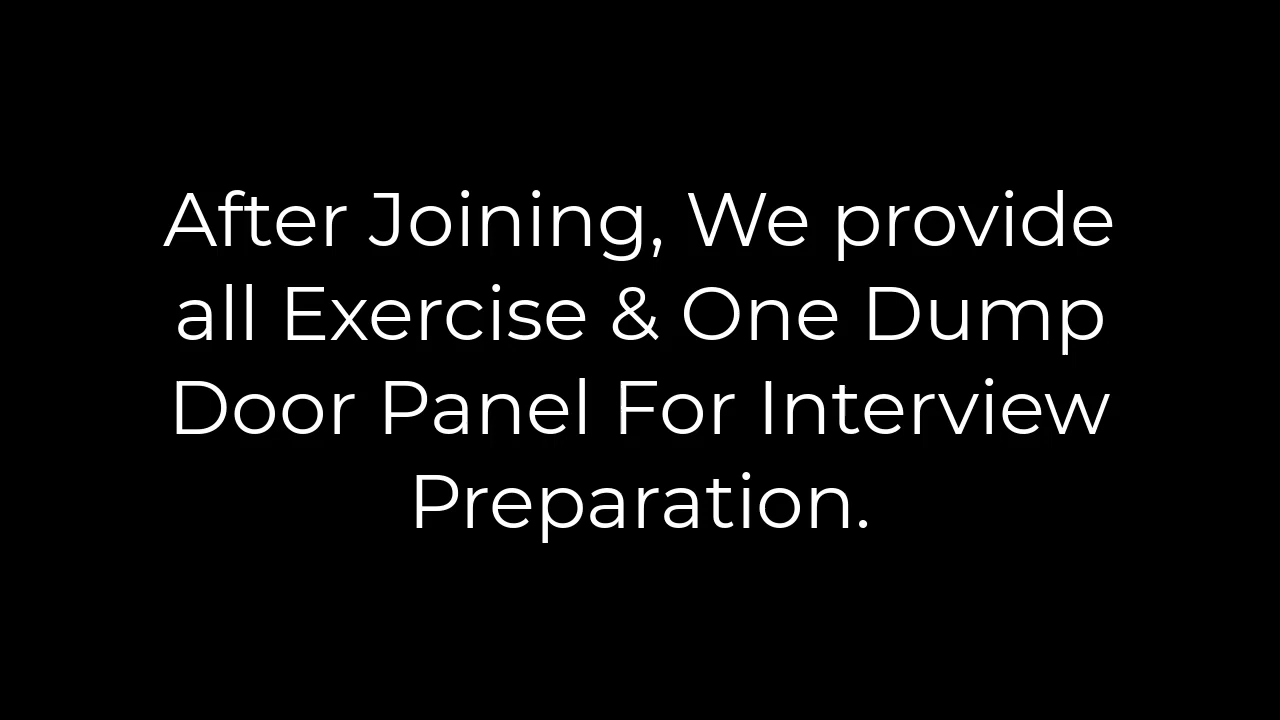 After Joining, We provide
all Exercise & One Dump
Door Panel For Interview
Preparation.